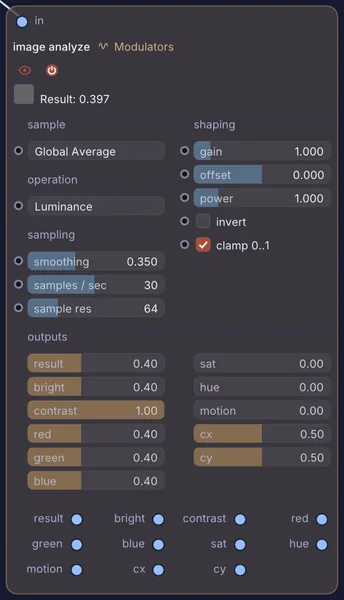 in
image analyze Modulators
Result: 0.397
sample shaping
Global Average gain 1.000
offset 0.000
operation
power 1.000
Luminance invert
sampling clamp 0..1
smoothing 0.350
samples / sec 30
sample res 64
outputs
result 0.40 sat 0.00
bright 0.40 hue 0.00
contrast 1.00 motion 0.00
red 0.40 cx 0.50
green 0.40 cy 0.50
blue 0.40
result bright contrast red
green blue sat hue
motion cx cy